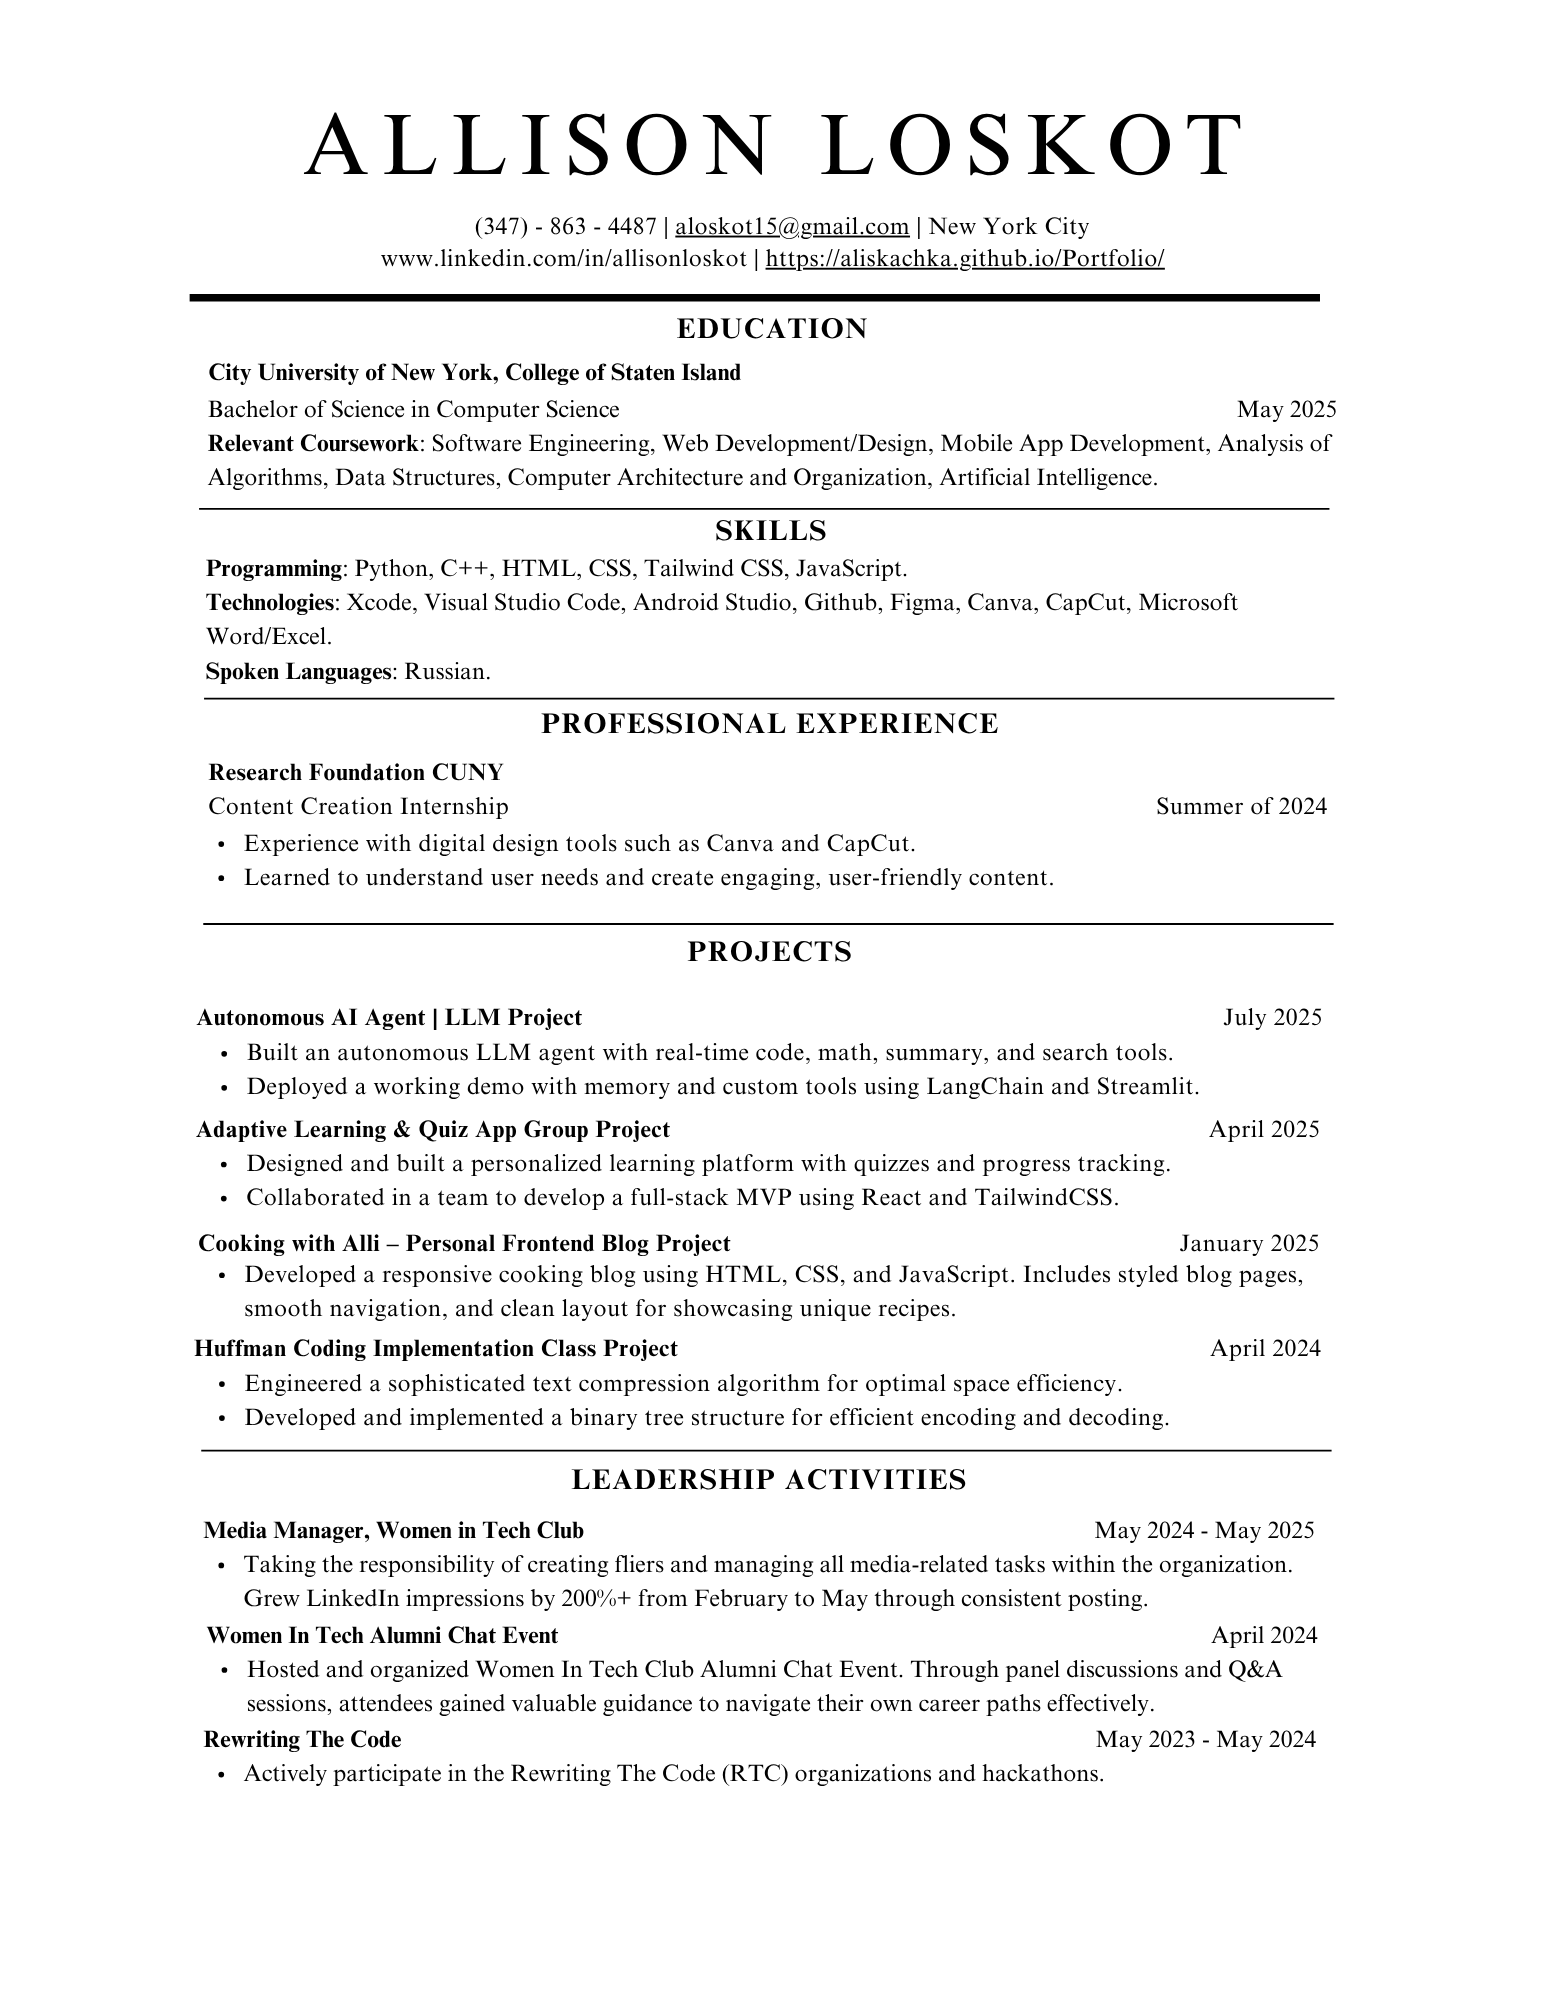 ALLISON LOSKOT
(347) - 863 - 4487 | aloskot15@gmail.com | New York City
www.linkedin.com/in/allisonloskot | https://aliskachka.github.io/Portfolio/
EDUCATION
City University of New York, College of Staten Island
Bachelor of Science in Computer Science May 2025
Relevant Coursework: Software Engineering, Web Development/Design, Mobile App Development, Analysis of
Algorithms, Data Structures, Computer Architecture and Organization, Artificial Intelligence.
SKILLS
Programming: Python, C++, HTML, CSS, Tailwind CSS, JavaScript.
Technologies: Xcode, Visual Studio Code, Android Studio, Github, Figma, Canva, CapCut, Microsoft
Word/Excel.
Spoken Languages: Russian.
PROFESSIONAL EXPERIENCE
Research Foundation CUNY
Content Creation Internship Summer of 2024
• Experience with digital design tools such as Canva and CapCut.
• Learned to understand user needs and create engaging, user-friendly content.
PROJECTS
Autonomous AI Agent | LLM Project July 2025
• Built an autonomous LLM agent with real-time code, math, summary, and search tools.
• Deployed a working demo with memory and custom tools using LangChain and Streamlit.
Adaptive Learning & Quiz App Group Project April 2025
• Designed and built a personalized learning platform with quizzes and progress tracking.
• Collaborated in a team to develop a full-stack MVP using React and TailwindCSS.
Cooking with Alli – Personal Frontend Blog Project January 2025
• Developed a responsive cooking blog using HTML, CSS, and JavaScript. Includes styled blog pages,
smooth navigation, and clean layout for showcasing unique recipes.
Huffman Coding Implementation Class Project April 2024
• Engineered a sophisticated text compression algorithm for optimal space efficiency.
• Developed and implemented a binary tree structure for efficient encoding and decoding.
LEADERSHIP ACTIVITIES
Media Manager, Women in Tech Club May 2024 - May 2025
• Taking the responsibility of creating fliers and managing all media-related tasks within the organization.
Grew LinkedIn impressions by 200%+ from February to May through consistent posting.
Women In Tech Alumni Chat Event April 2024
• Hosted and organized Women In Tech Club Alumni Chat Event. Through panel discussions and Q&A
sessions, attendees gained valuable guidance to navigate their own career paths effectively.
Rewriting The Code May 2023 - May 2024
• Actively participate in the Rewriting The Code (RTC) organizations and hackathons.